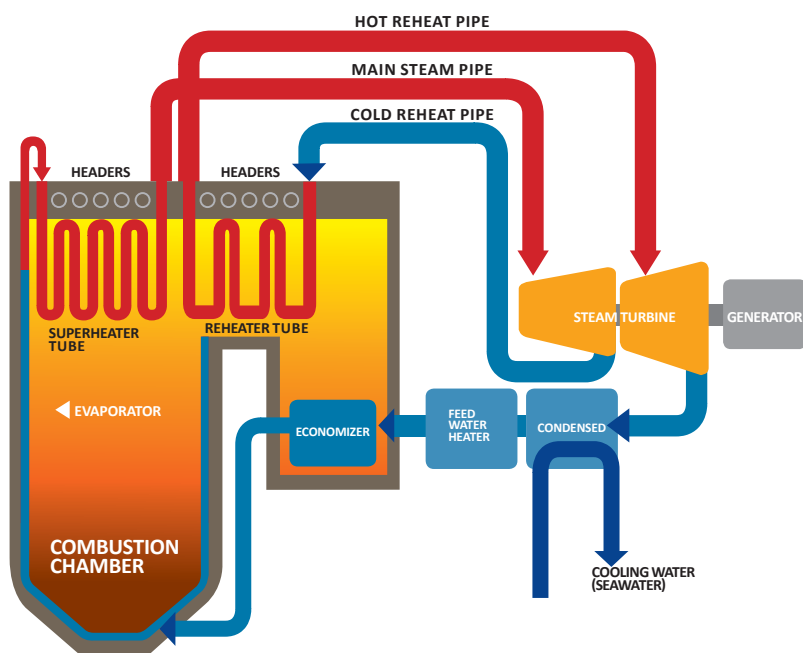 HOT REHEAT PIPE
MAIN STEAM PIPE
COLD REHEAT PIPE
HEADERS
HEADERS
SUPERHEATER
TUBE
REHEATER TUBE
STEAM TURBINE
GENERATOR
EVAPORATOR
ECONOMIZER
FEED
WATER
HEATER
CONDENSED
COMBUSTION
CHAMBER
COOLING WATER
(SEAWATER)